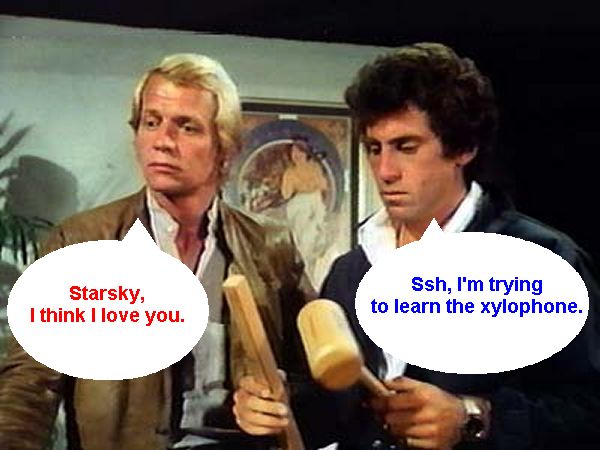 Starsky,
I think I love you.
Ssh, I'm trying
to learn the xylophone.